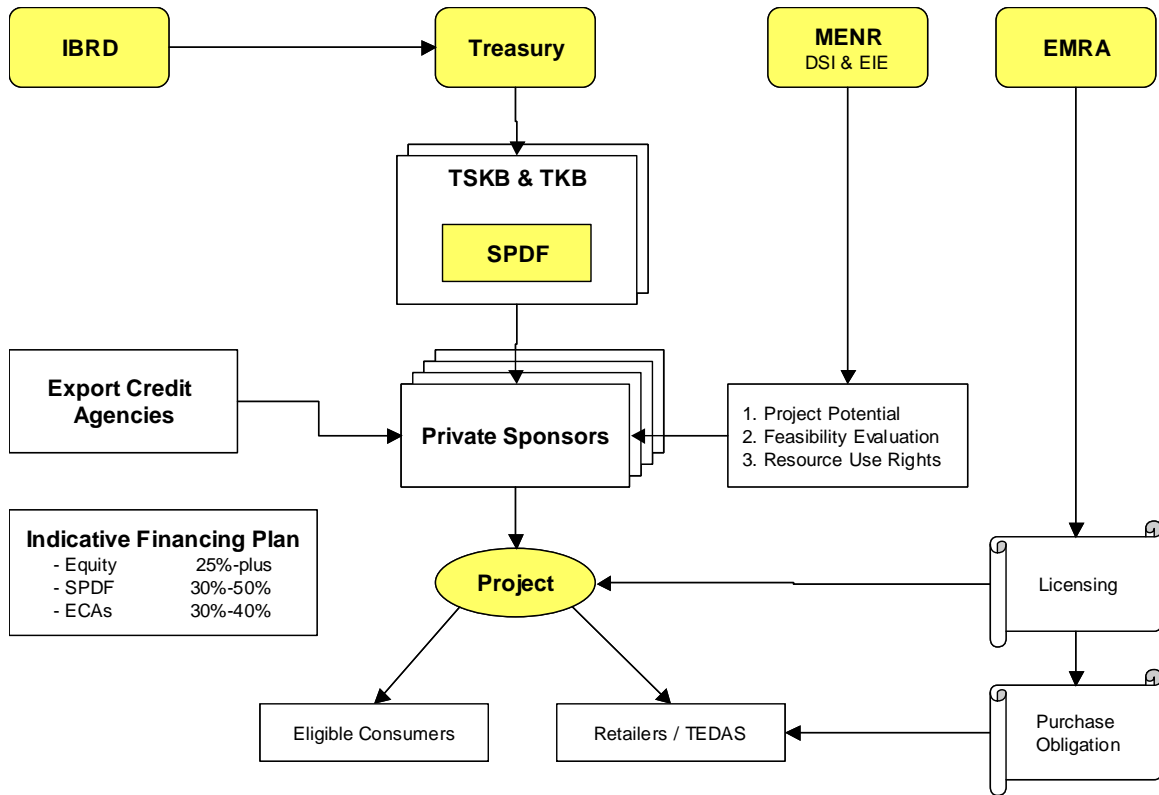 IBRD
Treasury
MENR
DSI & EIE
EMRA
TSKB & TKB
SPDF
Export Credit
Agencies
Private Sponsors
1. Project Potential
2. Feasibility Evaluation
3. Resource Use Rights
Indicative Financing Plan
- Equity 25%-plus
- SPDF 30%-50%
- ECAs 30%-40%
Project
Licensing
Eligible Consumers
Retailers / TEDAS
Purchase
Obligation